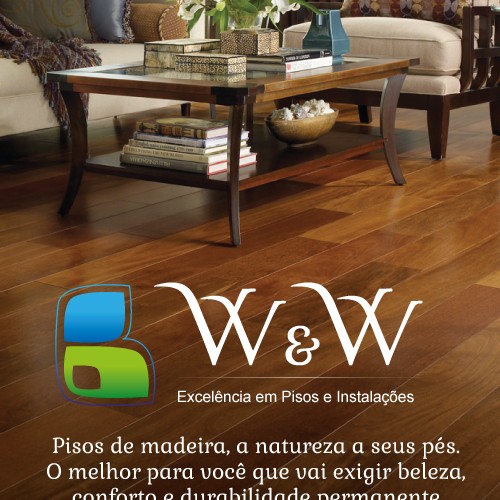 W&W
Excelência em Pisos e Instalações
Pisos de madeira, a natureza a seus pés.
O melhor para você que vai exigir beleza,
conforto e durabilidade permanente